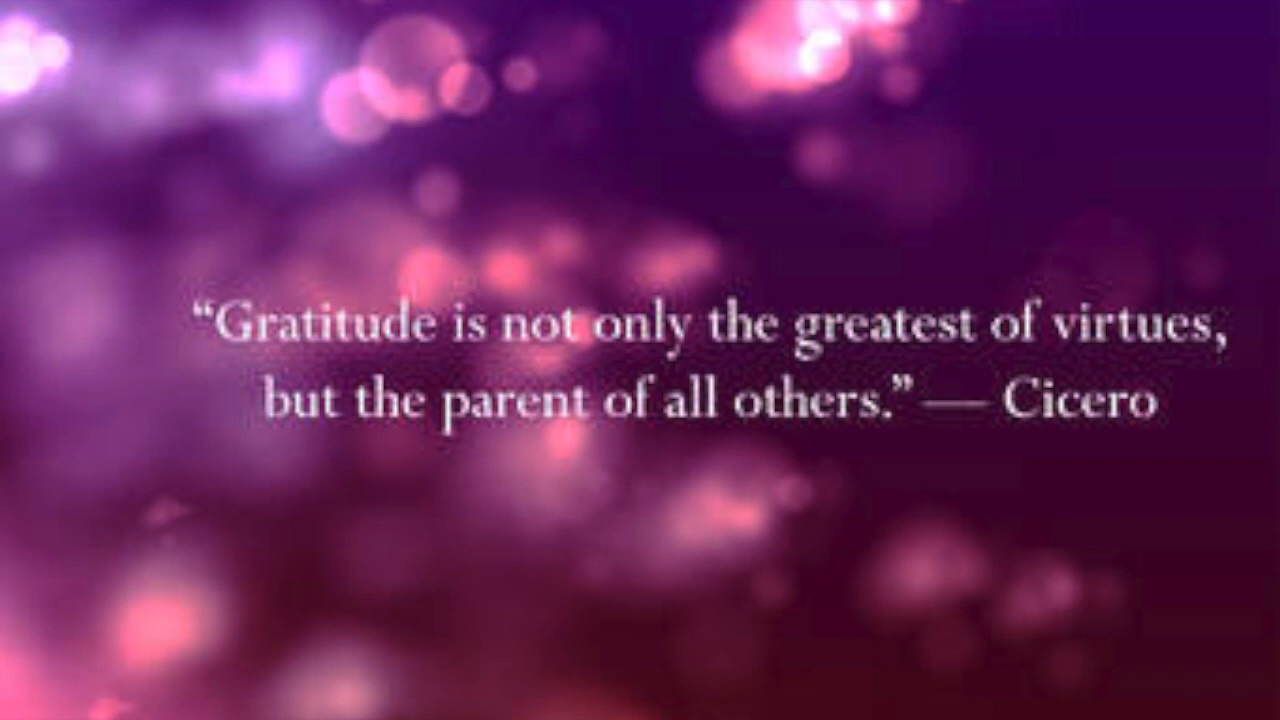 “Gratitude is not only the greatest of virtues,
but the parent of all others.” — Cicero